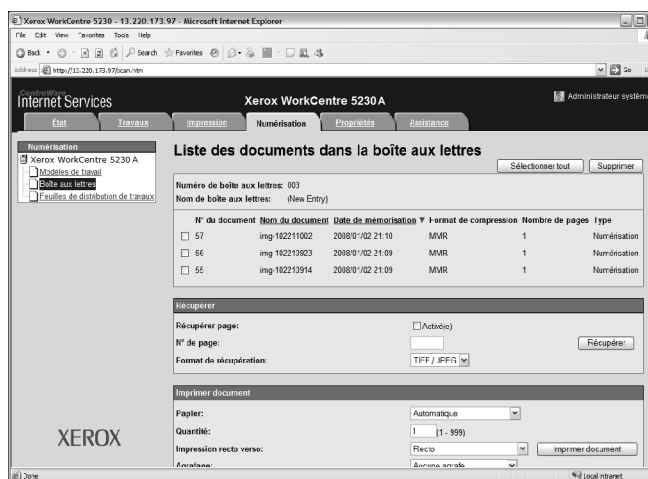 Xerox WorkCentre 5230 - 13.220.173.97 - Microsoft Internet Explorer
File Edit View Favorites Tools Help
Back Search Favorites
Address http://13.220.173.97/scan.htm Go
CentreWare
Internet Services
Xerox WorkCentre 5230 A
Administrateur système
État Travaux Impression Numérisation Propriétés Assistance
Numérisation
Xerox WorkCentre 5230 A
Modèles de travail
Boîte aux lettres
Feuilles de distribution de travaux
Liste des documents dans la boîte aux lettres
Sélectionner tout Supprimer
Numéro de boîte aux lettres: 003
Nom de boîte aux lettres: (New Entry)
N° du document Nom du document Date de mémorisation ▼ Format de compression Nombre de pages Type
57 img-102211002 2008/01/02 21:10 MMR 1 Numérisation
56 img-102210923 2008/01/02 21:09 MMR 1 Numérisation
55 img-102210914 2008/01/02 21:09 MMR 1 Numérisation
Récupérer
Récupérer page: Activé(e)
N° de page: Récupérer
Format de récupération: TIFF / JPEG
Imprimer document
Papier: Automatique
Quantité: 1 (1 - 999)
Impression recto verso: Recto Imprimer document
Agrafage: Aucune agrafe
XEROX
Done Local intranet